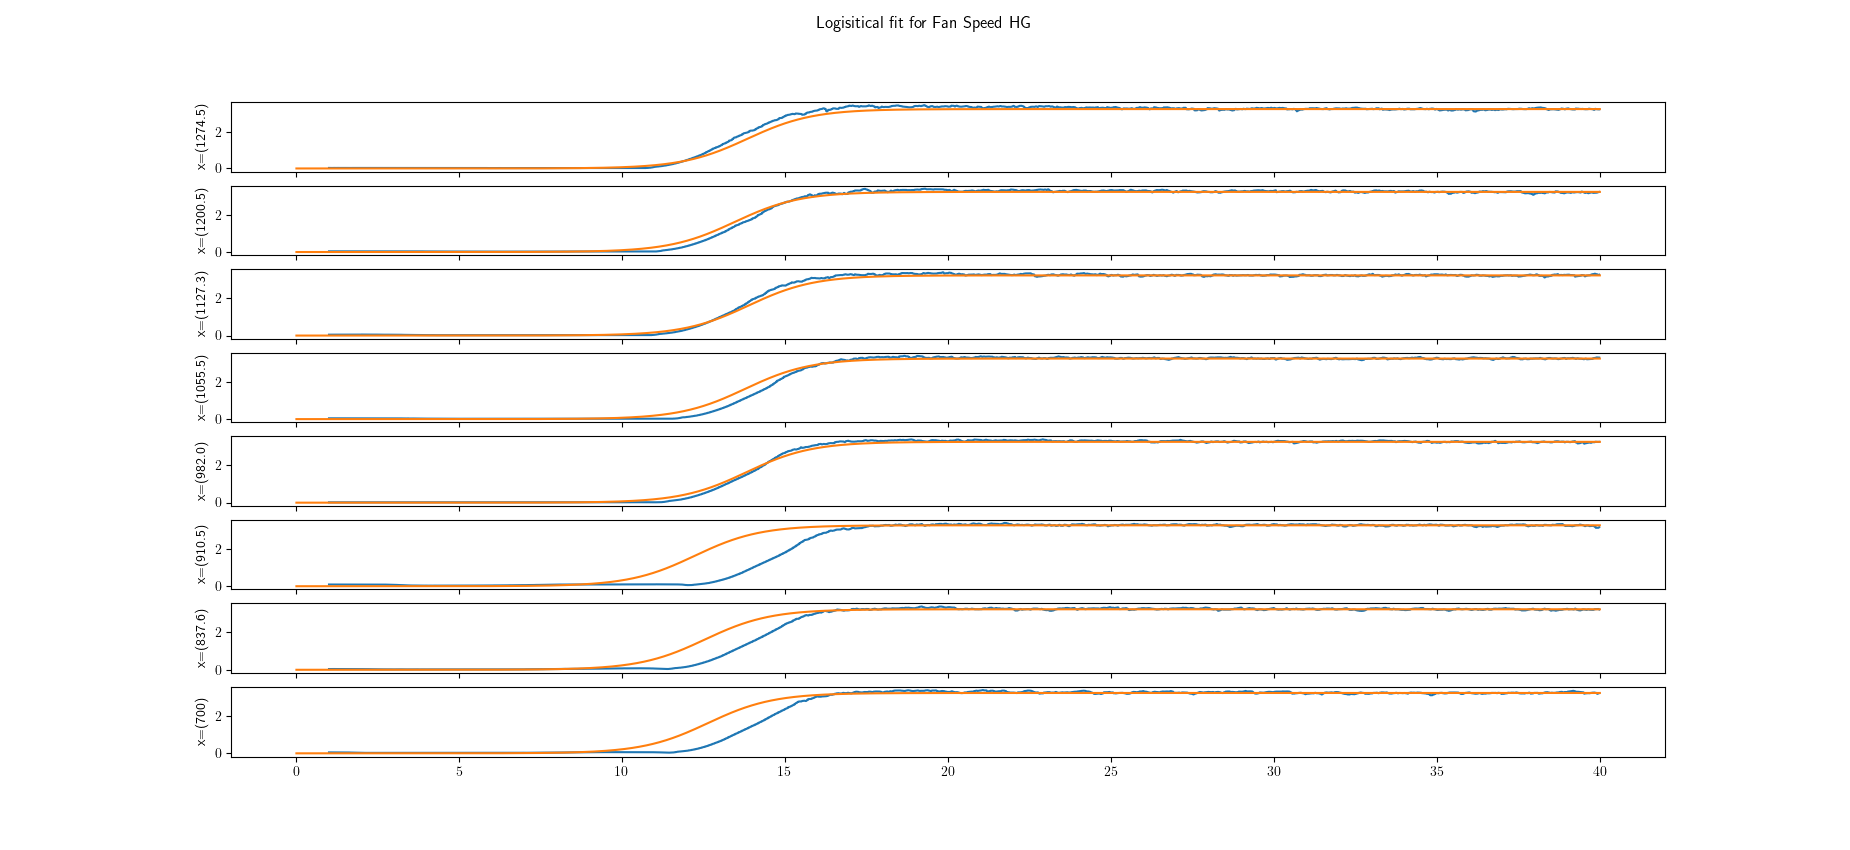 Logisitical fit for Fan Speed HG
x=(1274.5)
2
0
x=(1200.5)
2
0
x=(1127.3)
2
0
x=(1055.5)
2
0
x=(982.0)
2
0
x=(910.5)
2
0
x=(837.6)
2
0
x=(700)
2
0
0 5 10 15 20 25 30 35 40